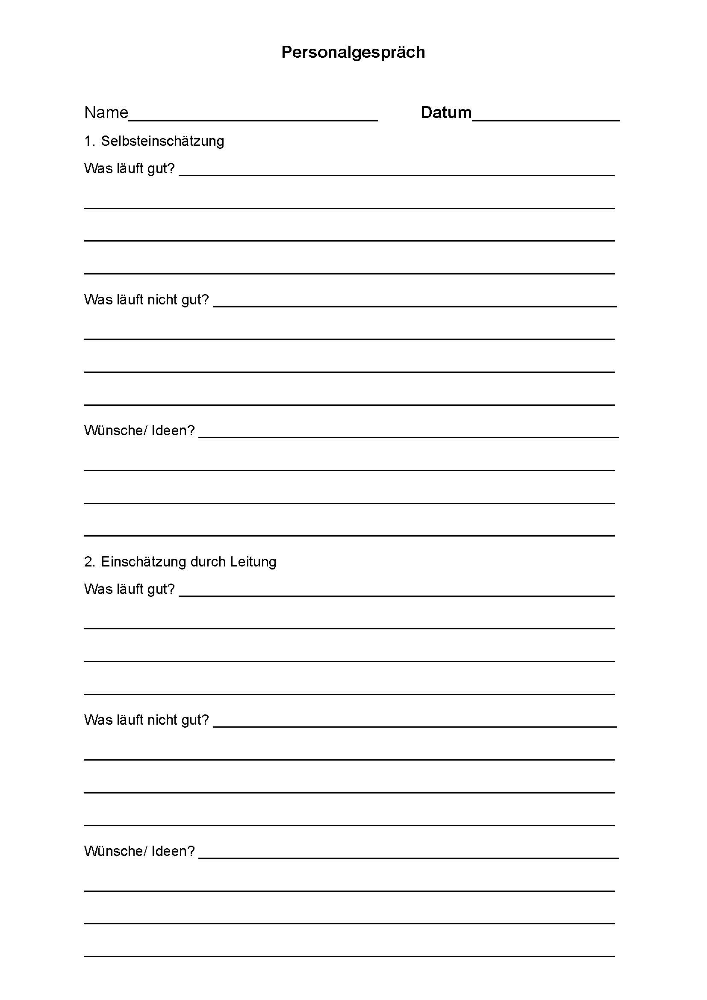 Personalgespräch
Name Datum
1. Selbsteinschätzung
Was läuft gut?
Was läuft nicht gut?
Wünsche/ Ideen?
2. Einschätzung durch Leitung
Was läuft gut?
Was läuft nicht gut?
Wünsche/ Ideen?